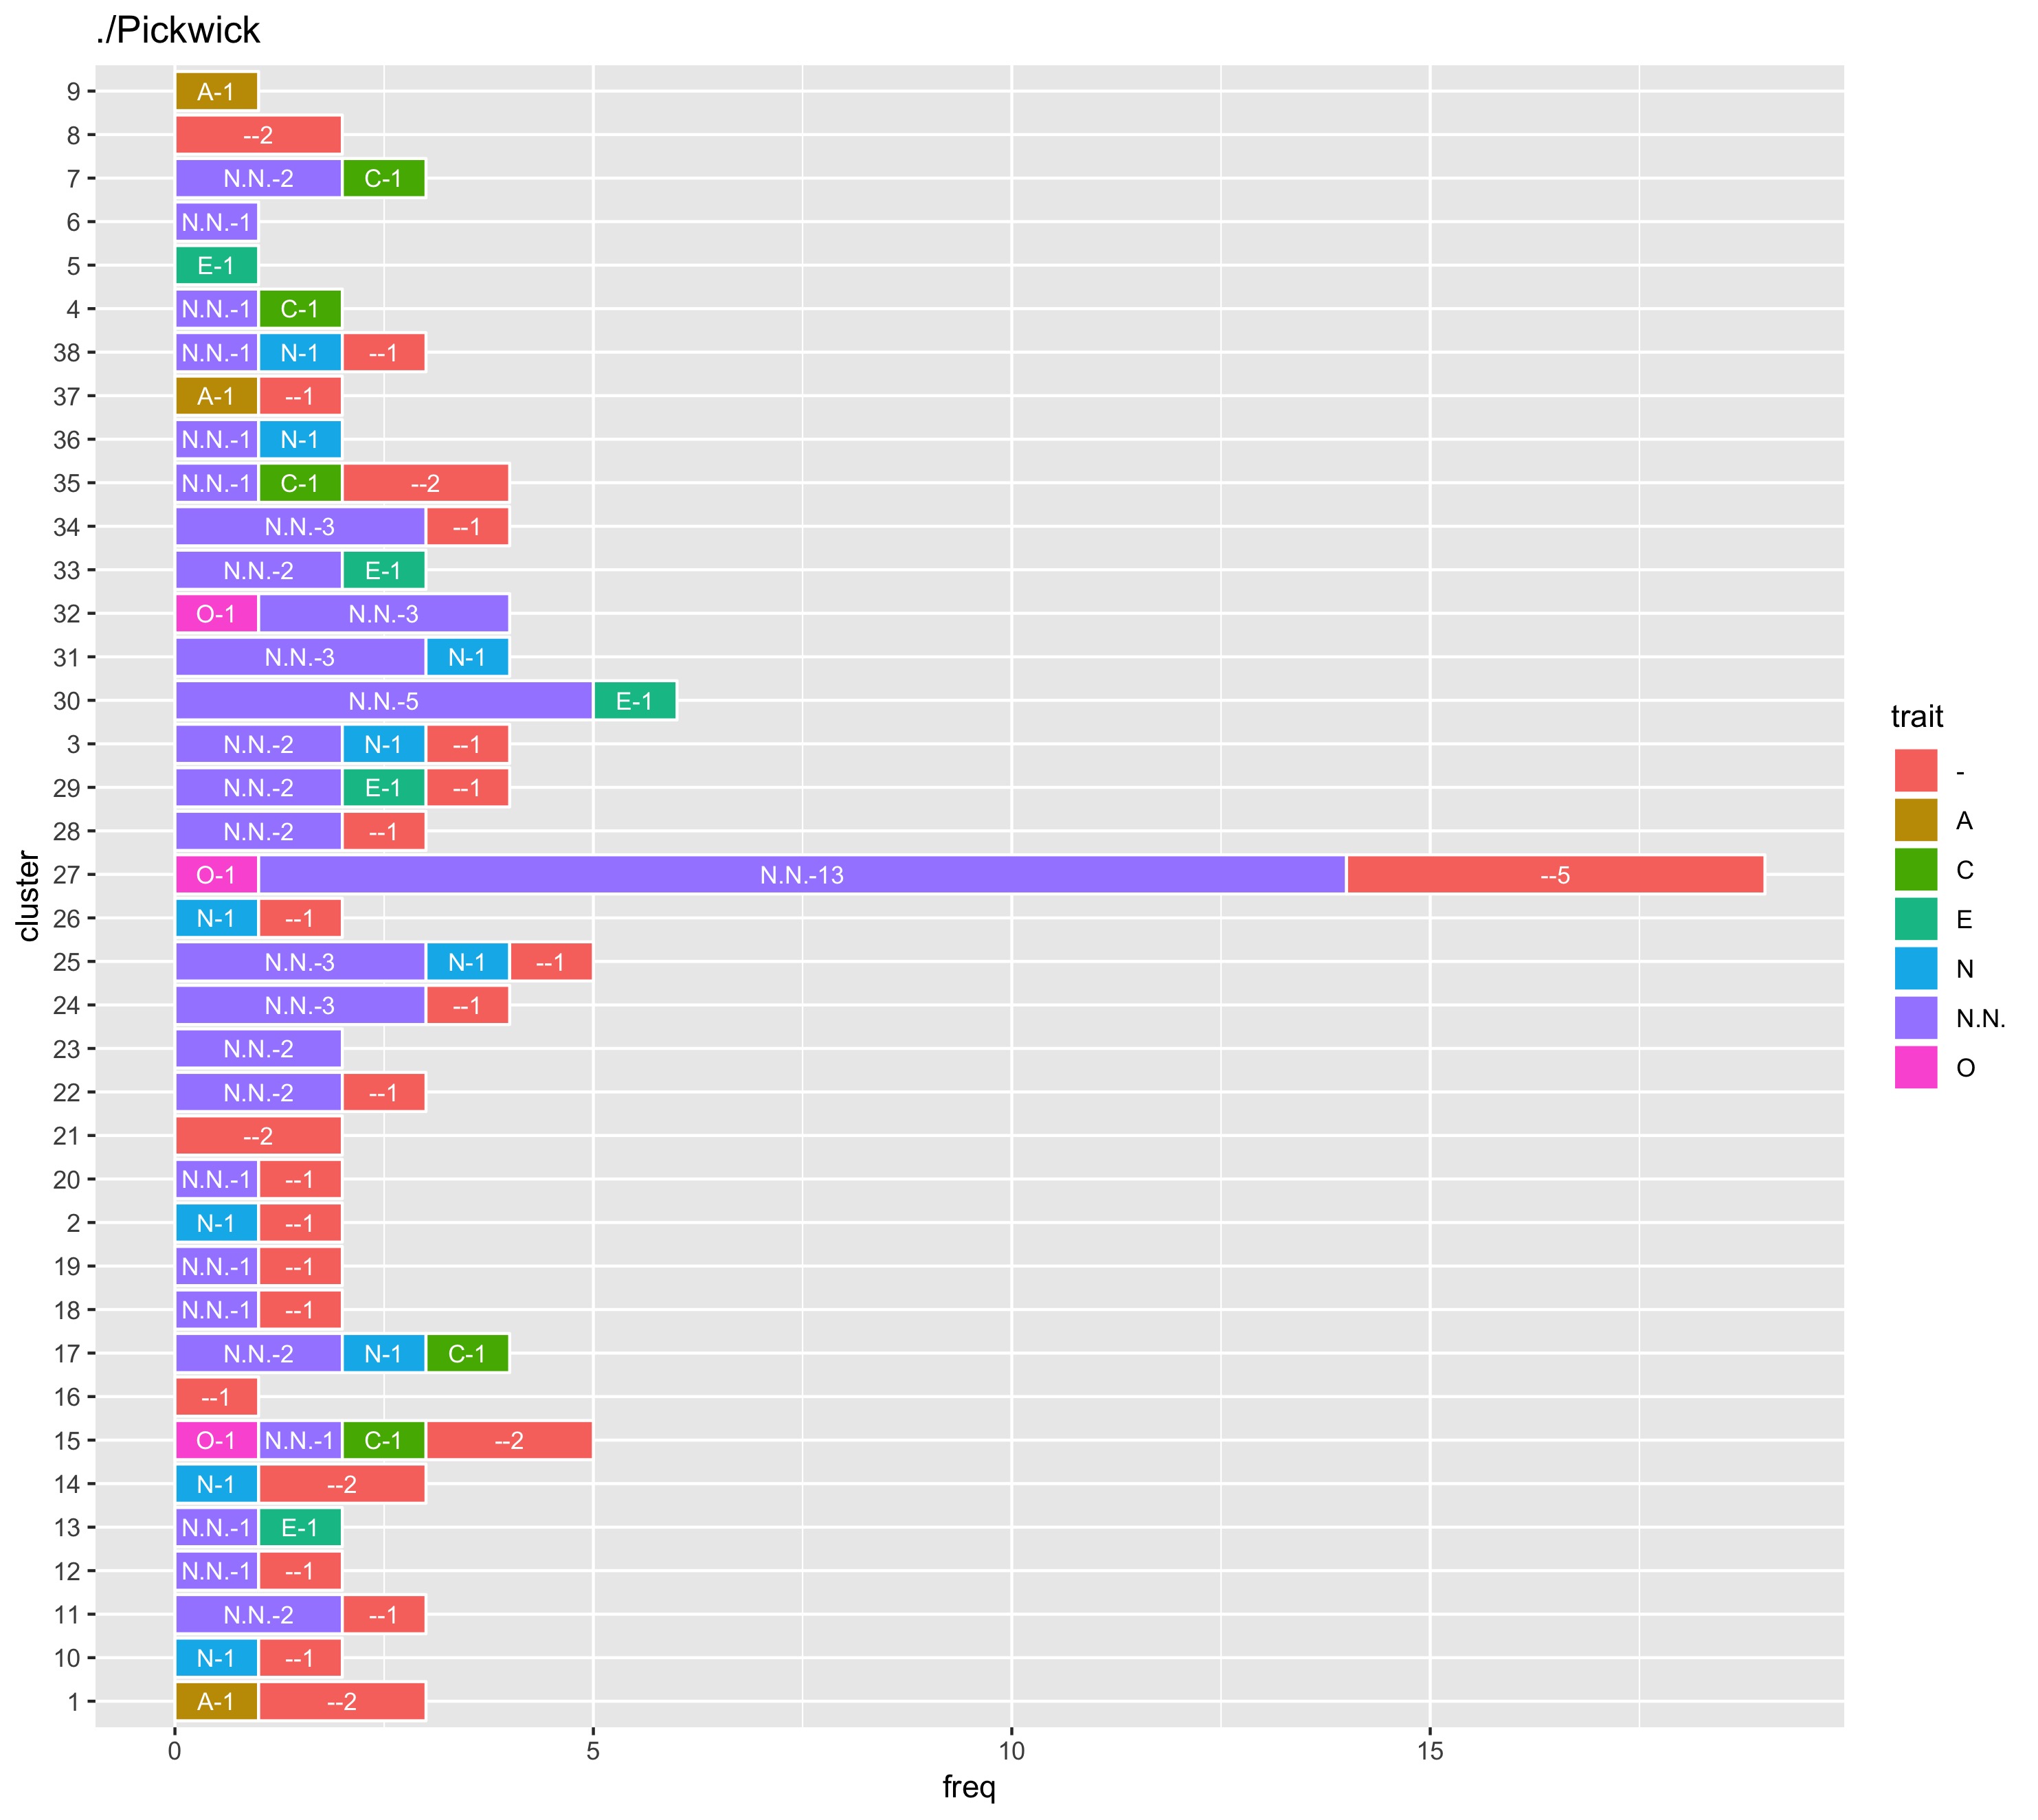 ./Pickwick
9 A-1
8 --2
7 N.N.-2 C-1
6 N.N.-1
5 E-1
4 N.N.-1 C-1
38 N.N.-1 N-1 --1
37 A-1 --1
36 N.N.-1 N-1
35 N.N.-1 C-1 --2
34 N.N.-3 --1
33 N.N.-2 E-1
32 O-1 N.N.-3
31 N.N.-3 N-1
30 N.N.-5 E-1
3 N.N.-2 N-1 --1
29 N.N.-2 E-1 --1
28 N.N.-2 --1
27 O-1 N.N.-13 --5
26 N-1 --1
25 N.N.-3 N-1 --1
24 N.N.-3 --1
23 N.N.-2
22 N.N.-2 --1
21 --2
20 N.N.-1 --1
2 N-1 --1
19 N.N.-1 --1
18 N.N.-1 --1
17 N.N.-2 N-1 C-1
16 --1
15 O-1 N.N.-1 C-1 --2
14 N-1 --2
13 N.N.-1 E-1
12 N.N.-1 --1
11 N.N.-2 --1
10 N-1 --1
1 A-1 --2
0 5 10 15
freq
cluster
trait
-
A
C
E
N
N.N.
O